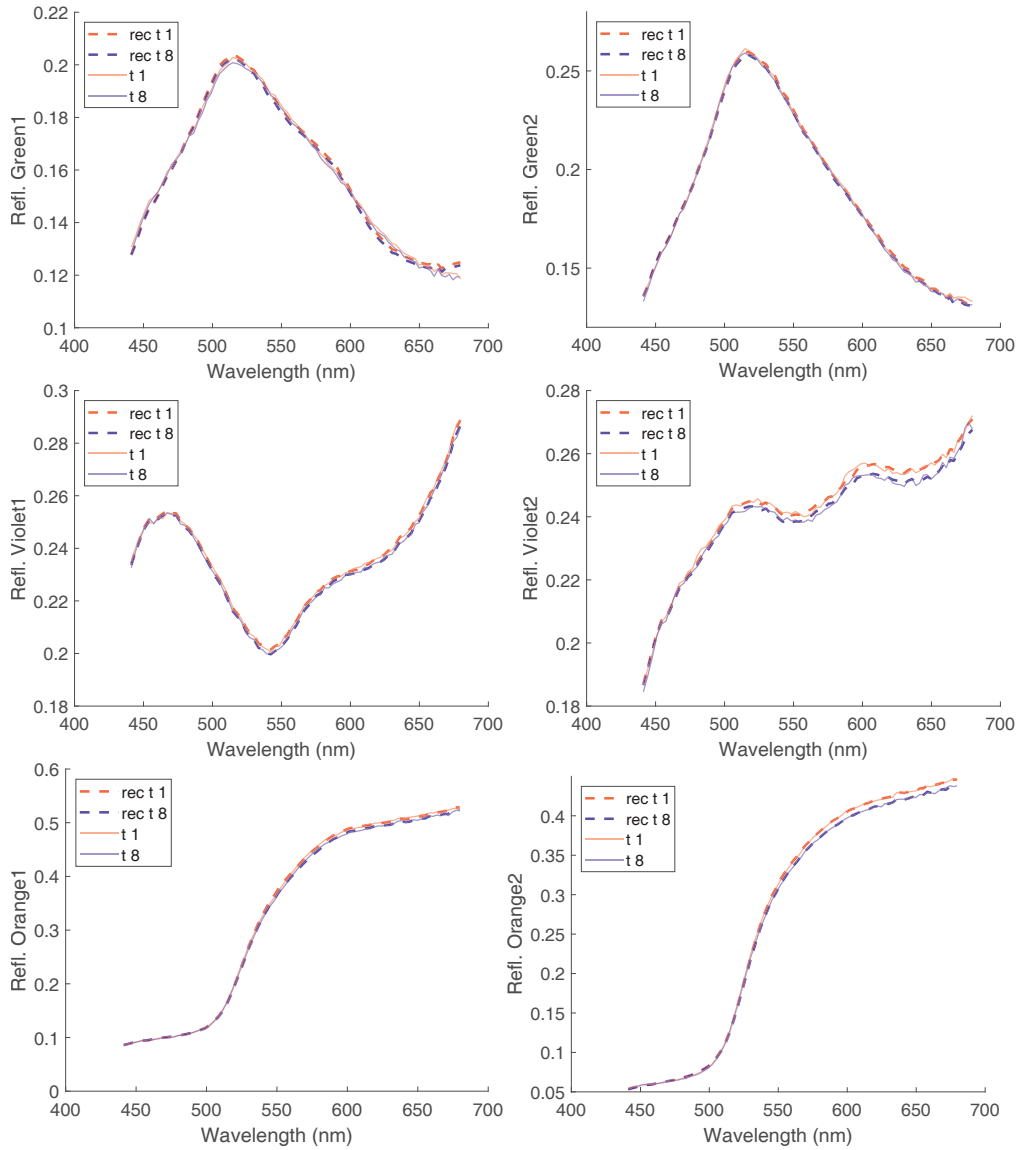 0.22
0.2
0.18
0.16
0.14
0.12
0.1
400 450 500 550 600 650 700
Wavelength (nm)
Refl. Green1
rec t 1
rec t 8
t 1
t 8
0.25
0.2
0.15
400 450 500 550 600 650 700
Wavelength (nm)
Refl. Green2
rec t 1
rec t 8
t 1
t 8
0.3
0.28
0.26
0.24
0.22
0.2
0.18
400 450 500 550 600 650 700
Wavelength (nm)
Refl. Violet1
rec t 1
rec t 8
t 1
t 8
0.28
0.26
0.24
0.22
0.2
0.18
400 450 500 550 600 650 700
Wavelength (nm)
Refl. Violet2
rec t 1
rec t 8
t 1
t 8
0.6
0.5
0.4
0.3
0.2
0.1
0
400 450 500 550 600 650 700
Wavelength (nm)
Refl. Orange1
rec t 1
rec t 8
t 1
t 8
0.4
0.35
0.3
0.25
0.2
0.15
0.1
0.05
400 450 500 550 600 650 700
Wavelength (nm)
Refl. Orange2
rec t 1
rec t 8
t 1
t 8